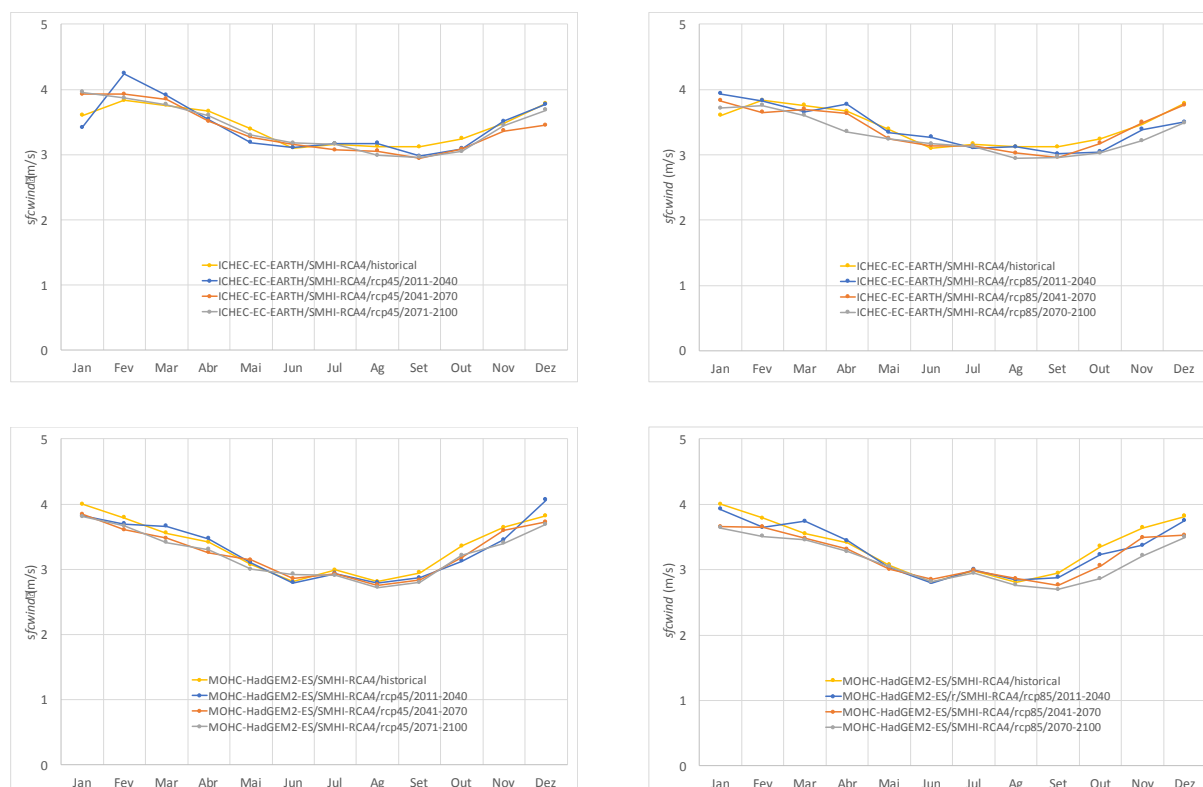 5
4
3
2
1
0
sfcwind (m/s)
ICHEC-EC-EARTH/SMHI-RCA4/historical
ICHEC-EC-EARTH/SMHI-RCA4/rcp45/2011-2040
ICHEC-EC-EARTH/SMHI-RCA4/rcp45/2041-2070
ICHEC-EC-EARTH/SMHI-RCA4/rcp45/2071-2100
Jan Fev Mar Abr Mai Jun Jul Ag Set Out Nov Dez
5
4
3
2
1
0
sfcwind (m/s)
ICHEC-EC-EARTH/SMHI-RCA4/historical
ICHEC-EC-EARTH/SMHI-RCA4/rcp85/2011-2040
ICHEC-EC-EARTH/SMHI-RCA4/rcp85/2041-2070
ICHEC-EC-EARTH/SMHI-RCA4/rcp85/2070-2100
Jan Fev Mar Abr Mai Jun Jul Ag Set Out Nov Dez
5
4
3
2
1
0
sfcwind (m/s)
MOHC-HadGEM2-ES/SMHI-RCA4/historical
MOHC-HadGEM2-ES/SMHI-RCA4/rcp45/2011-2040
MOHC-HadGEM2-ES/SMHI-RCA4/rcp45/2041-2070
MOHC-HadGEM2-ES/SMHI-RCA4/rcp45/2071-2100
Jan Fev Mar Abr Mai Jun Jul Ag Set Out Nov Dez
5
4
3
2
1
0
sfcwind (m/s)
MOHC-HadGEM2-ES/SMHI-RCA4/historical
MOHC-HadGEM2-ES/r/SMHI-RCA4/rcp85/2011-2040
MOHC-HadGEM2-ES/SMHI-RCA4/rcp85/2041-2070
MOHC-HadGEM2-ES/SMHI-RCA4/rcp85/2070-2100
Jan Fev Mar Abr Mai Jun Jul Ag Set Out Nov Dez